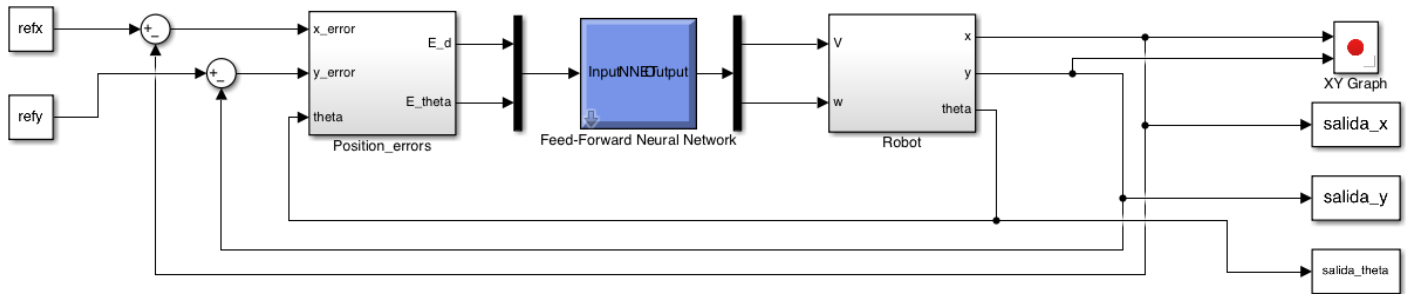 refx
refy
+
-
+
-
x_error
y_error
theta
E_d
E_theta
Position_errors
Input
NNET
Output
Feed-Forward Neural Network
V
w
x
y
theta
Robot
XY Graph
salida_x
salida_y
salida_theta